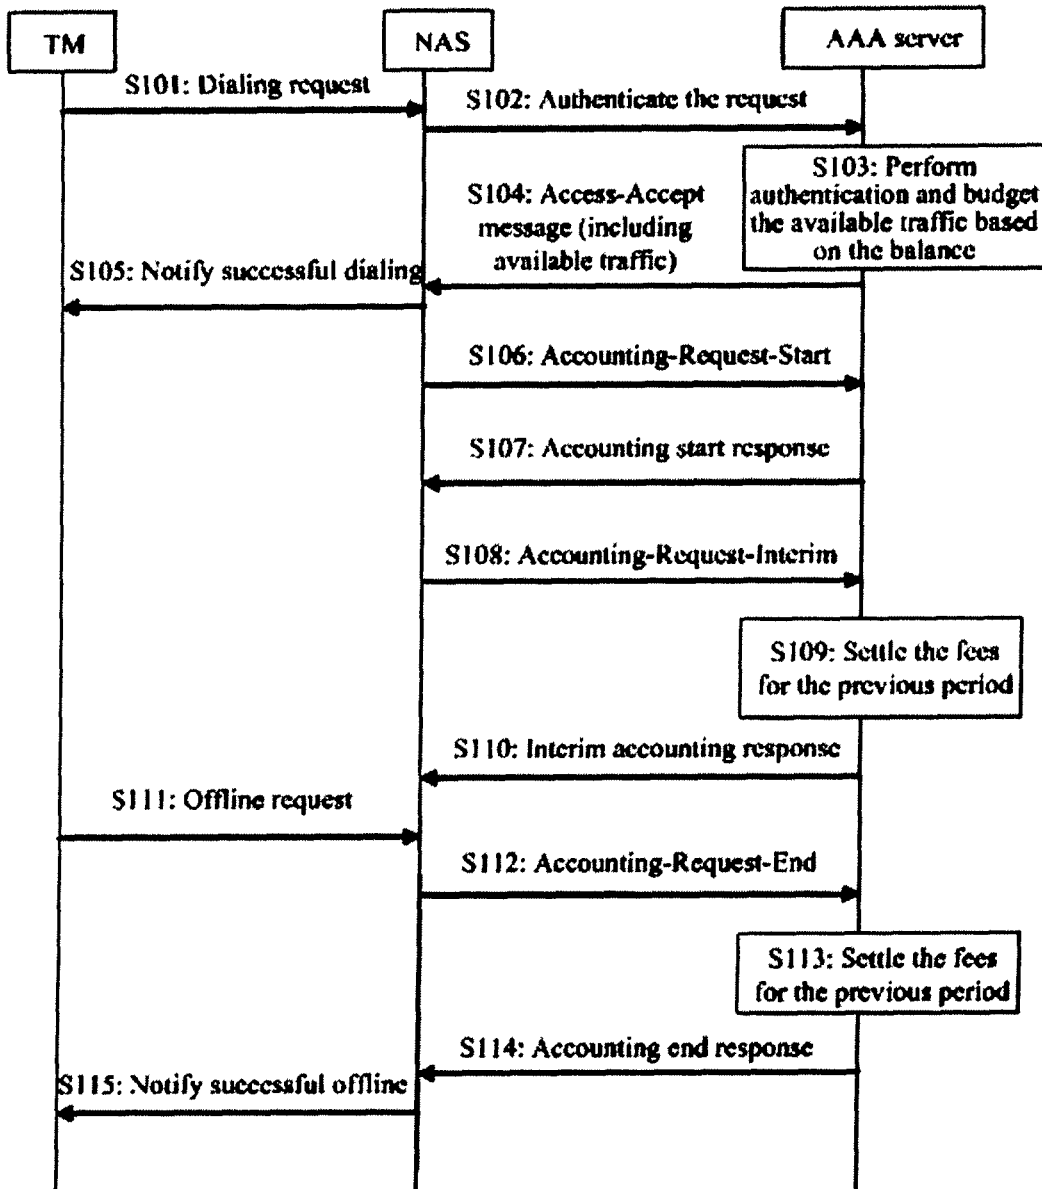 TM
NAS
AAA server
S101: Dialing request
S102: Authenticate the request
S103: Perform
authentication and budget
the available traffic based
on the balance
S104: Access-Accept
message (including
available traffic)
S105: Notify successful dialing
S106: Accounting-Request-Start
S107: Accounting start response
S108: Accounting-Request-Interim
S109: Settle the fees
for the previous period
S110: Interim accounting response
S111: Offline request
S112: Accounting-Request-End
S113: Settle the fees
for the previous period
S114: Accounting end response
S115: Notify successful offline